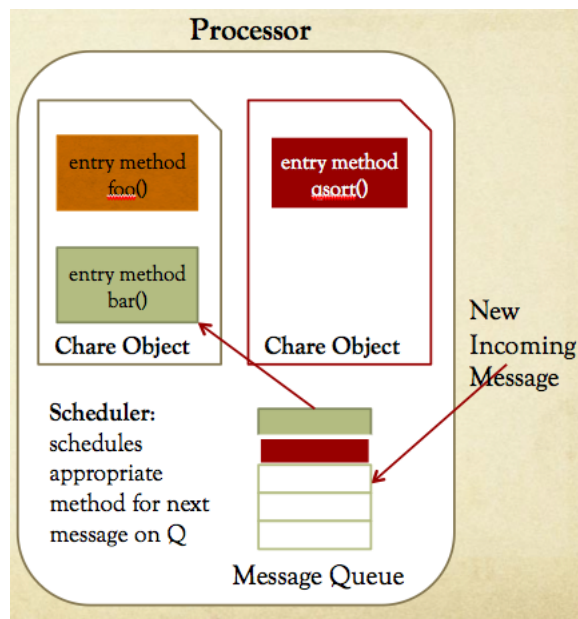 Processor
entry method
foo()
entry method
qsort()
entry method
bar()
Chare Object
Chare Object
New
Incoming
Message
Scheduler:
schedules
appropriate
method for next
message on Q
Message Queue